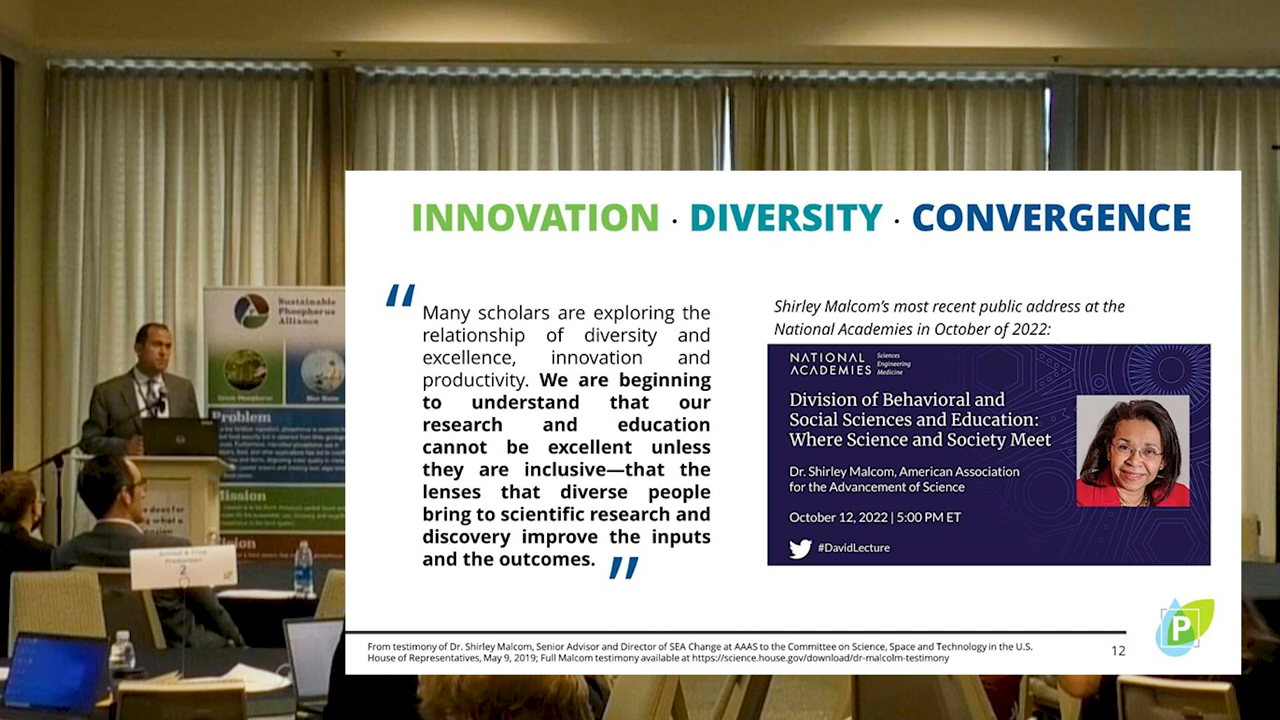 INNOVATION · DIVERSITY · CONVERGENCE
“
Many scholars are exploring the
relationship of diversity and
excellence, innovation and
productivity. We are beginning
to understand that our
research and education
cannot be excellent unless
they are inclusive—that the
lenses that diverse people
bring to scientific research and
discovery improve the inputs
and the outcomes. ”
Shirley Malcom’s most recent public address at the
National Academies in October of 2022:
NATIONAL
ACADEMIES
Sciences
Engineering
Medicine
Division of Behavioral and
Social Sciences and Education:
Where Science and Society Meet
Dr. Shirley Malcom, American Association
for the Advancement of Science
October 12, 2022 | 5:00 PM ET
#DavidLecture
From testimony of Dr. Shirley Malcom, Senior Advisor and Director of SEA Change at AAAS to the Committee on Science, Space and Technology in the U.S.
House of Representatives, May 9, 2019; Full Malcom testimony available at https://science.house.gov/download/dr-malcolm-testimony
12
P
Sustainable
Phosphorus
Alliance
Problem
Mission
Vision
2